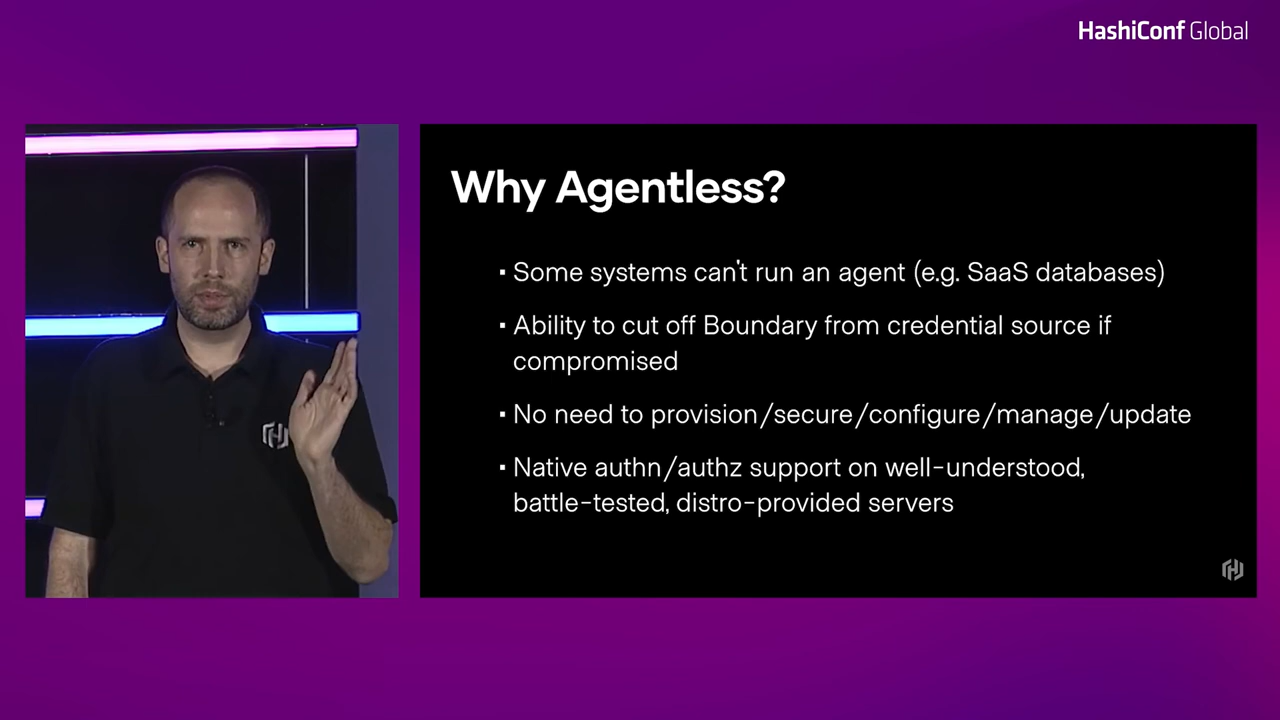 HashiConf Global
Why Agentless?
▪ Some systems can't run an agent (e.g. SaaS databases)
▪ Ability to cut off Boundary from credential source if
compromised
▪ No need to provision/secure/configure/manage/update
▪ Native authn/authz support on well-understood,
battle-tested, distro-provided servers